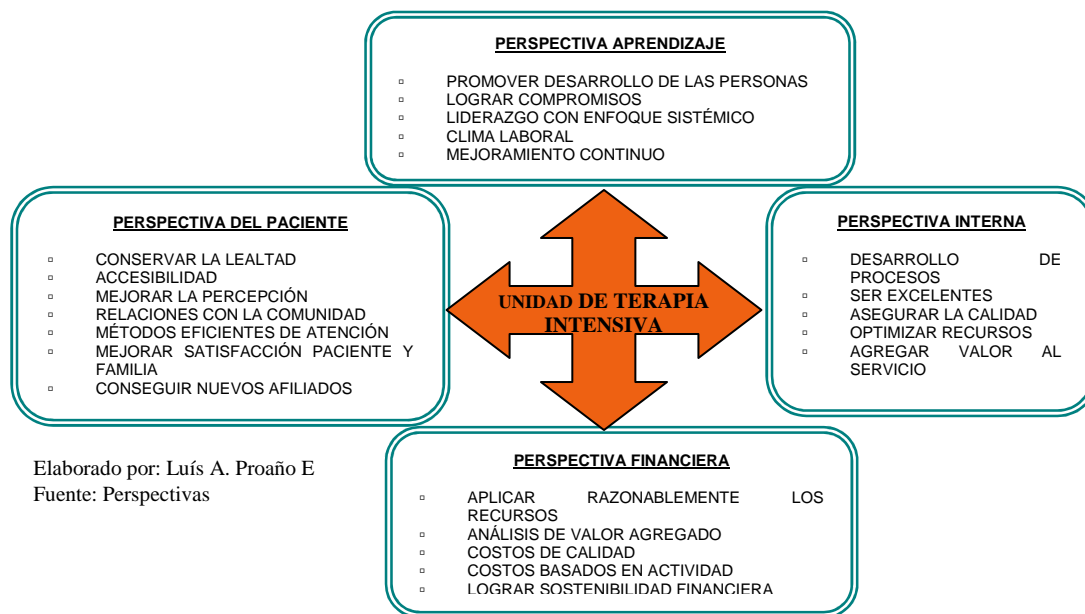 PERSPECTIVA APRENDIZAJE
▫ PROMOVER DESARROLLO DE LAS PERSONAS
▫ LOGRAR COMPROMISOS
▫ LIDERAZGO CON ENFOQUE SISTÉMICO
▫ CLIMA LABORAL
▫ MEJORAMIENTO CONTINUO
PERSPECTIVA DEL PACIENTE
▫ CONSERVAR LA LEALTAD
▫ ACCESIBILIDAD
▫ MEJORAR LA PERCEPCIÓN
▫ RELACIONES CON LA COMUNIDAD
▫ MÉTODOS EFICIENTES DE ATENCIÓN
▫ MEJORAR SATISFACCIÓN PACIENTE Y
FAMILIA
▫ CONSEGUIR NUEVOS AFILIADOS
UNIDAD DE TERAPIA
INTENSIVA
PERSPECTIVA INTERNA
▫ DESARROLLO DE
PROCESOS
▫ SER EXCELENTES
▫ ASEGURAR LA CALIDAD
▫ OPTIMIZAR RECURSOS
▫ AGREGAR VALOR AL
SERVICIO
Elaborado por: Luís A. Proaño E
Fuente: Perspectivas
PERSPECTIVA FINANCIERA
▫ APLICAR RAZONABLEMENTE LOS
RECURSOS
▫ ANÁLISIS DE VALOR AGREGADO
▫ COSTOS DE CALIDAD
▫ COSTOS BASADOS EN ACTIVIDAD
▫ LOGRAR SOSTENIBILIDAD FINANCIERA